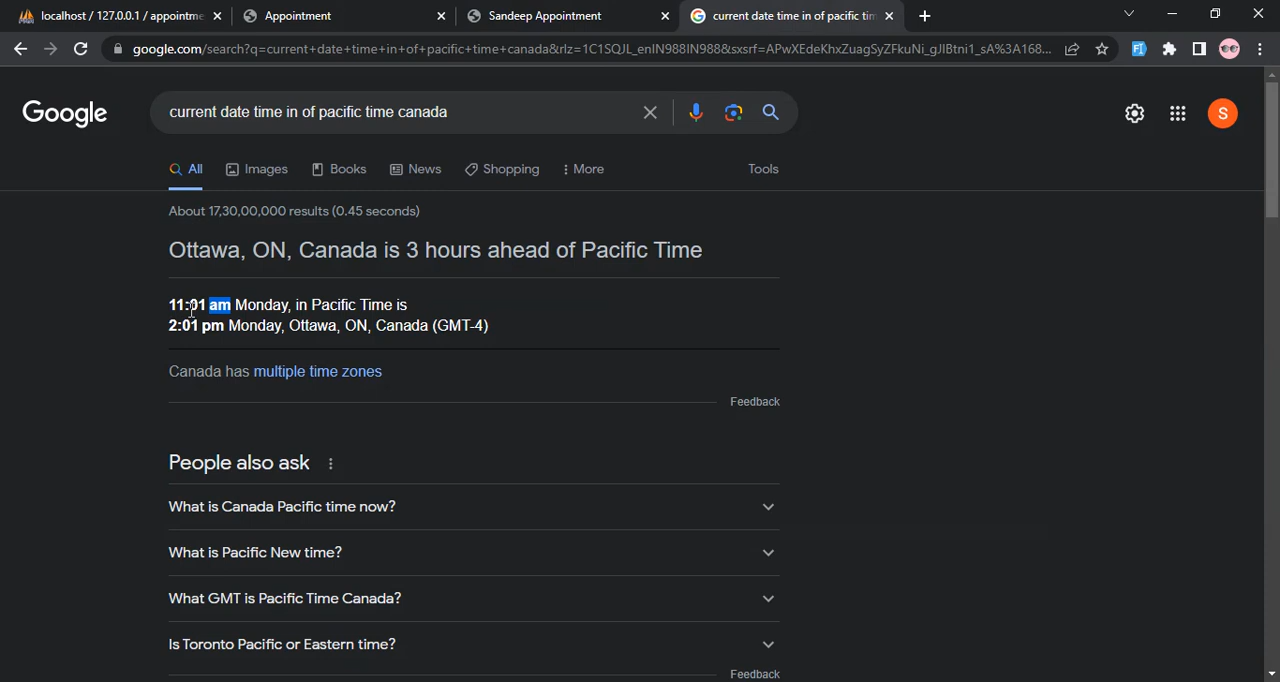 localhost / 127.0.0.1 / appointme
Appointment
Sandeep Appointment
current date time in of pacific tim
google.com/search?q=current+date+time+in+of+pacific+time+canada&rlz=1C1SQJL_enIN988IN988&sxsrf=APwXEdeKhxZuagSyZFkuNi_gJIBtni1_sA%3A168...
Google
current date time in of pacific time canada
S
All
Images
Books
News
Shopping
More
Tools
About 17,30,00,000 results (0.45 seconds)
Ottawa, ON, Canada is 3 hours ahead of Pacific Time
11:01 am Monday, in Pacific Time is
2:01 pm Monday, Ottawa, ON, Canada (GMT-4)
Canada has multiple time zones
Feedback
People also ask
What is Canada Pacific time now?
What is Pacific New time?
What GMT is Pacific Time Canada?
Is Toronto Pacific or Eastern time?
Feedback